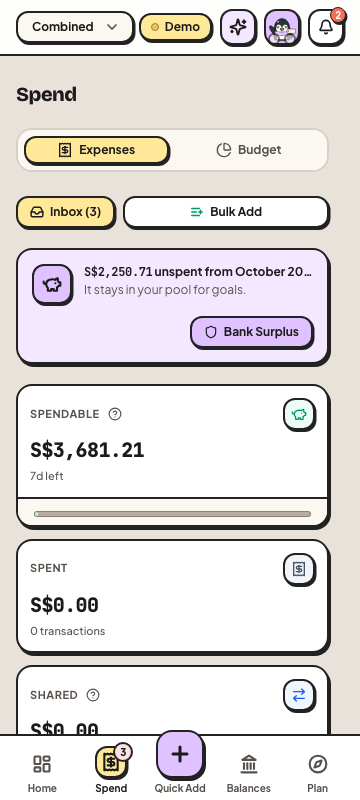 Combined
Demo
2
Spend
Expenses
Budget
Inbox (3)
Bulk Add
S$2,250.71 unspent from October 20...
It stays in your pool for goals.
Bank Surplus
SPENDABLE
S$3,681.21
7d left
SPENT
S$0.00
0 transactions
SHARED
S$0.00
3
Home
Spend
Quick Add
Balances
Plan